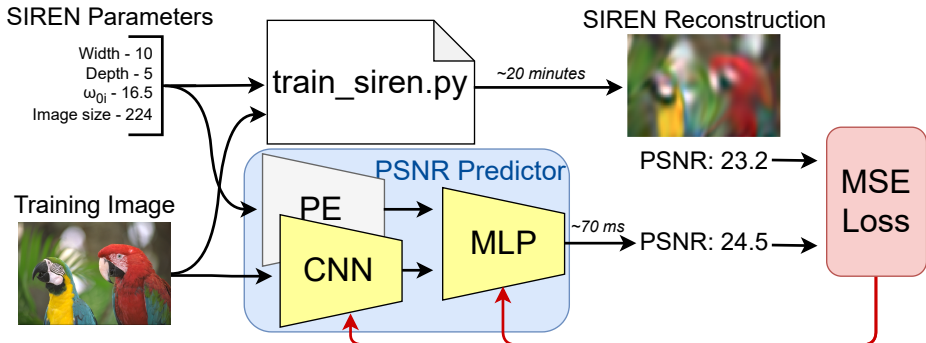 SIREN Parameters
Width - 10
Depth - 5
ω0i - 16.5
Image size - 224
train_siren.py
~20 minutes
SIREN Reconstruction
PSNR Predictor
PE
CNN
MLP
~70 ms
Training Image
PSNR: 23.2
PSNR: 24.5
MSE
Loss